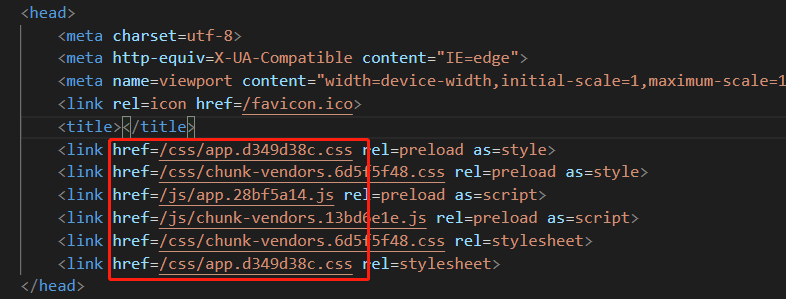 <head>
<meta charset=utf-8>
<meta http-equiv=X-UA-Compatible content="IE=edge">
<meta name=viewport content="width=device-width,initial-scale=1,maximum-scale=1
<link rel=icon href=/favicon.ico>
<title></title>
<link href=/css/app.d349d38c.css rel=preload as=style>
<link href=/css/chunk-vendors.6d5f5f48.css rel=preload as=style>
<link href=/js/app.28bf5a14.js rel=preload as=script>
<link href=/js/chunk-vendors.13bd6e1e.js rel=preload as=script>
<link href=/css/chunk-vendors.6d5f5f48.css rel=stylesheet>
<link href=/css/app.d349d38c.css rel=stylesheet>
</head>